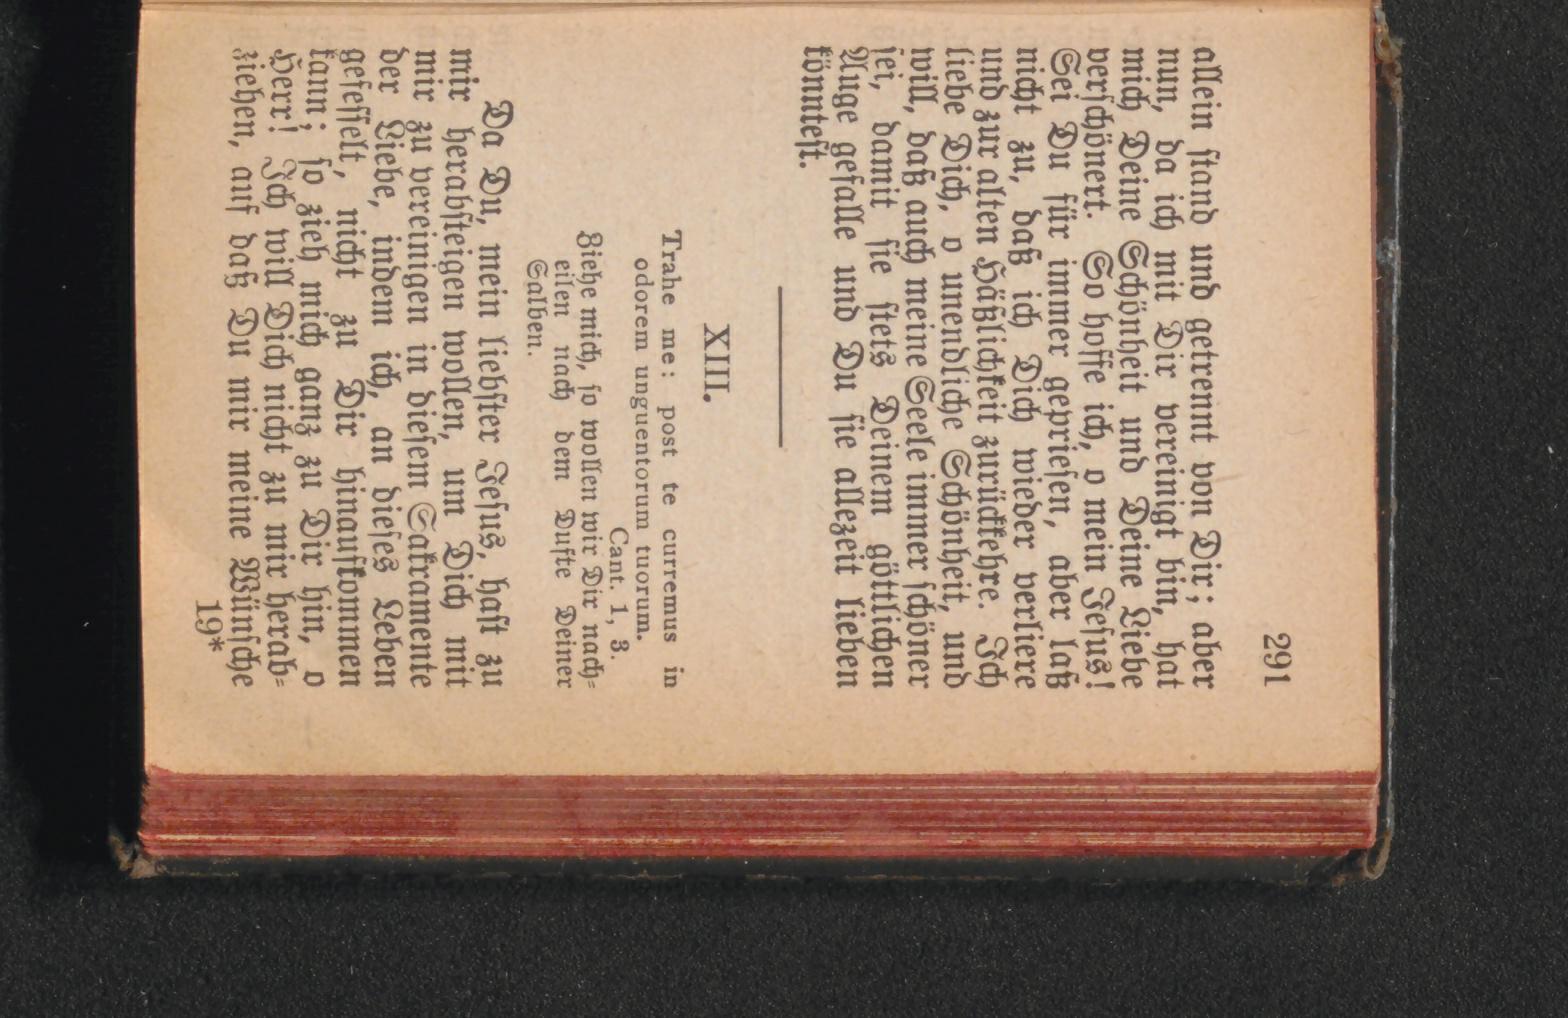 291
allein ſtand und getrennt von Dir; aber
nun, da ich mit Dir vereinigt bin, hat
mich Deine Schönheit und Deine Liebe
verſchönert. So hoffe ich, o mein Jeſus!
Sei Du für immer geprieſen, aber laß
nicht zu, daß ich Dich wieder verliere
und zur alten Häßlichkeit zurückkehre. Ich
liebe Dich, o unendliche Schönheit, und
will, daß auch meine Seele immer ſchöner
ſei, damit ſie ſtets Deinem göttlichen
Auge gefalle und Du ſie allezeit lieben
könnteſt.
XIII.
Trahe me: post te curremus in
odorem unguentorum tuorum.
Cant. 1, 3.
Ziehe mich, ſo wollen wir Dir nach-
eilen nach dem Dufte Deiner
Salben.
Da Du, mein liebſter Jeſus, haſt zu
mir herabſteigen wollen, um Dich mit
mir zu vereinigen in dieſem Sakramente
der Liebe, indem ich, an dieſes Leben
gefeſſelt, nicht zu Dir hinaufkommen
kann: ſo zieh mich ganz zu Dir hin, o
Herr! Ich will Dich nicht zu mir herab-
ziehen, auf daß Du mir meine Wünſche
19*